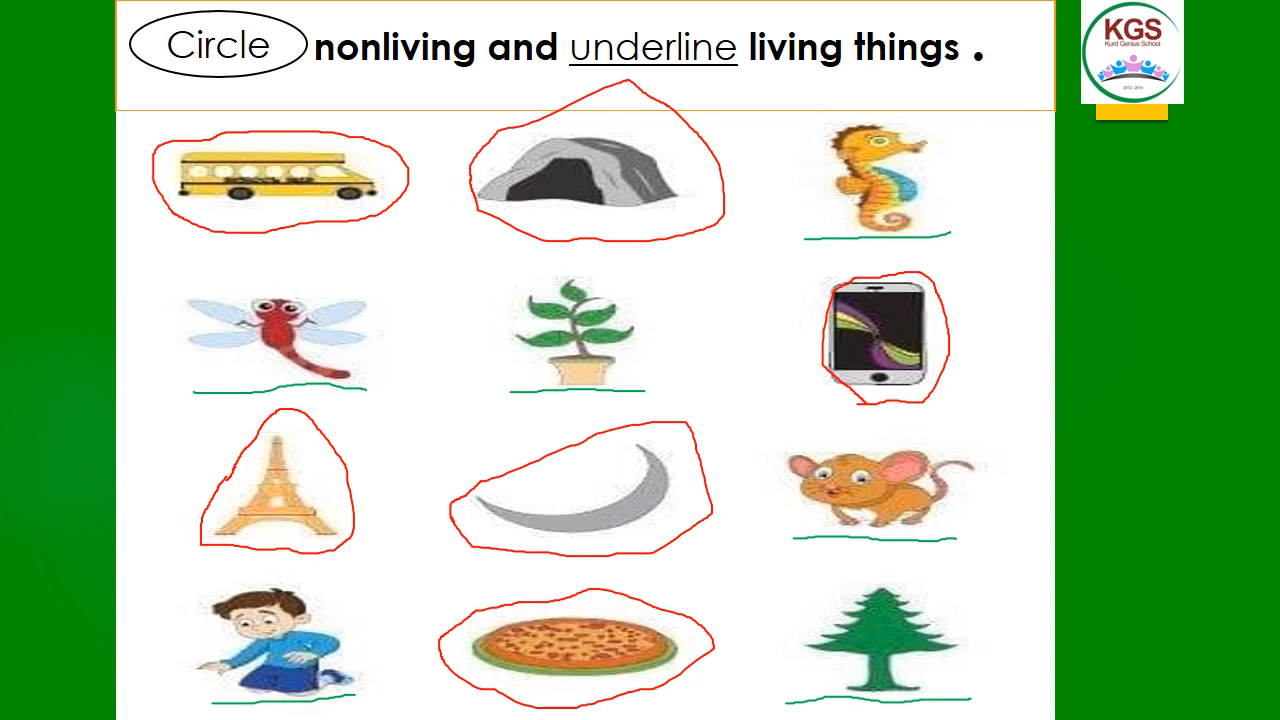 Circle nonliving and underline living things .
KGS
Kurd Genius School